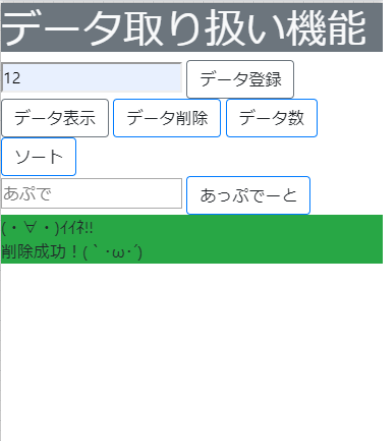 データ取り扱い機能
12 データ登録
データ表示 データ削除 データ数
ソート
あぷで あっぷでーと
(・∀・)ｲｲﾈ!!
削除成功！(｀･ω･´)